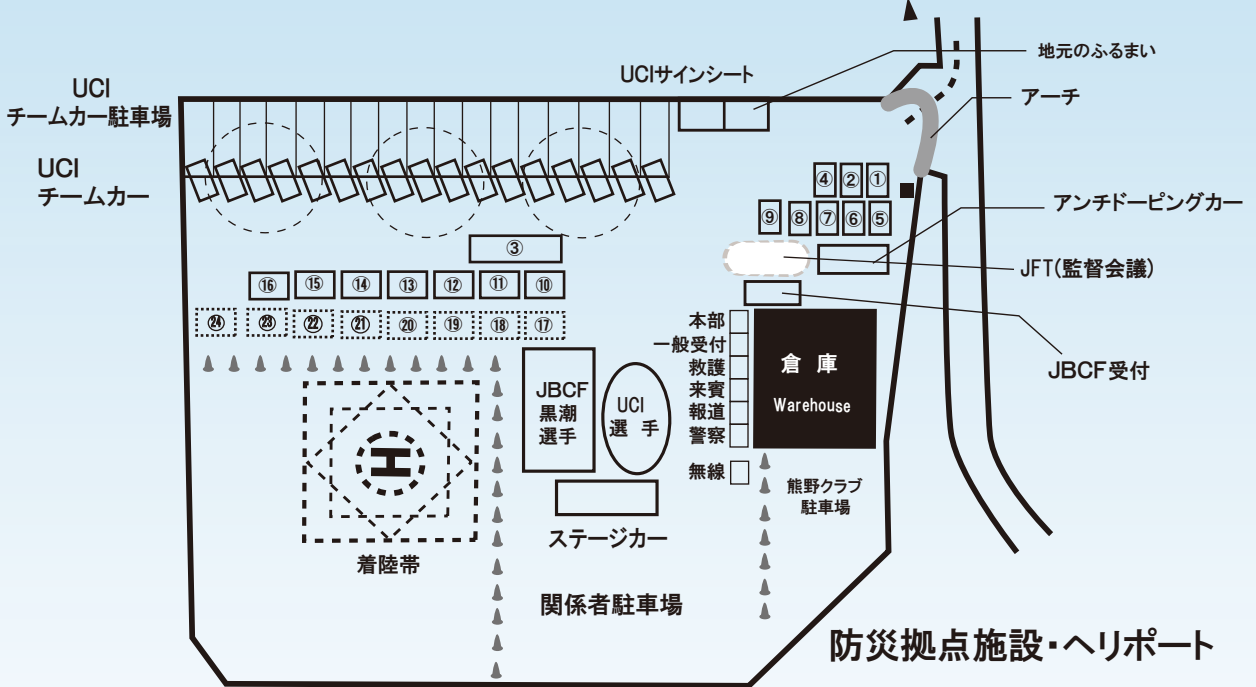 地元のふるまい
UCIサインシート
アーチ
UCI
チームカー駐車場
UCI
チームカー
④ ② ①
⑨ ⑧ ⑦ ⑥ ⑤
アンチドーピングカー
③
JFT(監督会議)
⑯ ⑮ ⑭ ⑬ ⑫ ⑪ ⑩
㉔ ㉓ ㉒ ㉑ ⑳ ⑲ ⑱ ⑰
JBCF受付
本部
一般受付
救護
来賓
報道
警察
無線
倉庫
Warehouse
JBCF
黒潮
選手
UCI
選手
H
着陸帯
ステージカー
熊野クラブ
駐車場
関係者駐車場
防災拠点施設・ヘリポート